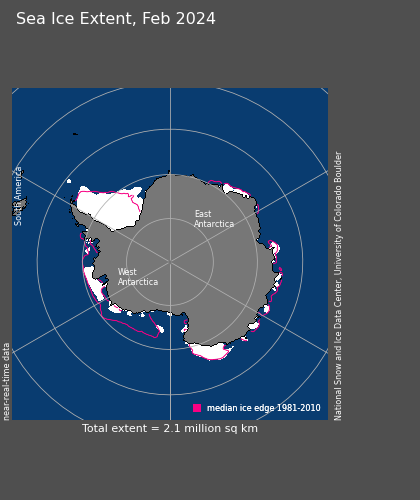 Sea Ice Extent, Feb 2024
South America
East
Antarctica
West
Antarctica
near-real-time data
National Snow and Ice Data Center, University of Colorado Boulder
median ice edge 1981-2010
Total extent = 2.1 million sq km